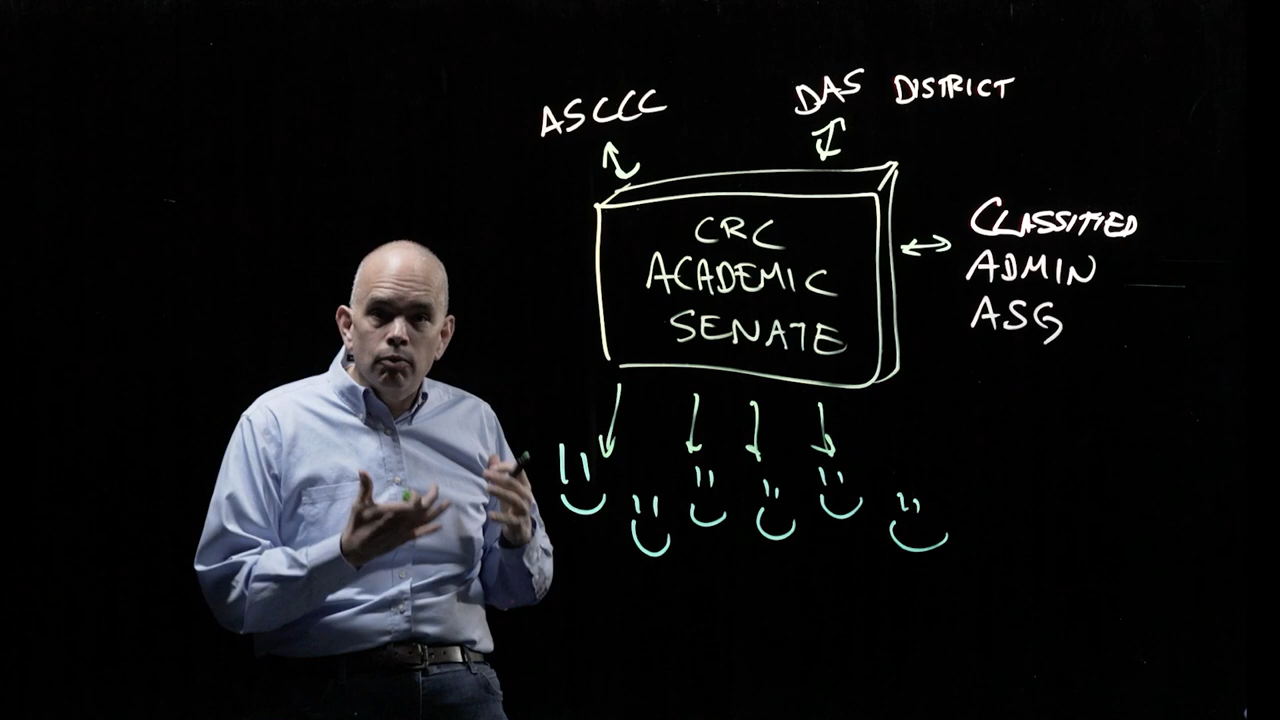 ASCCC
DAS DISTRICT
CRC
ACADEMIC
SENATE
CLASSIFIED
ADMIN
ASG